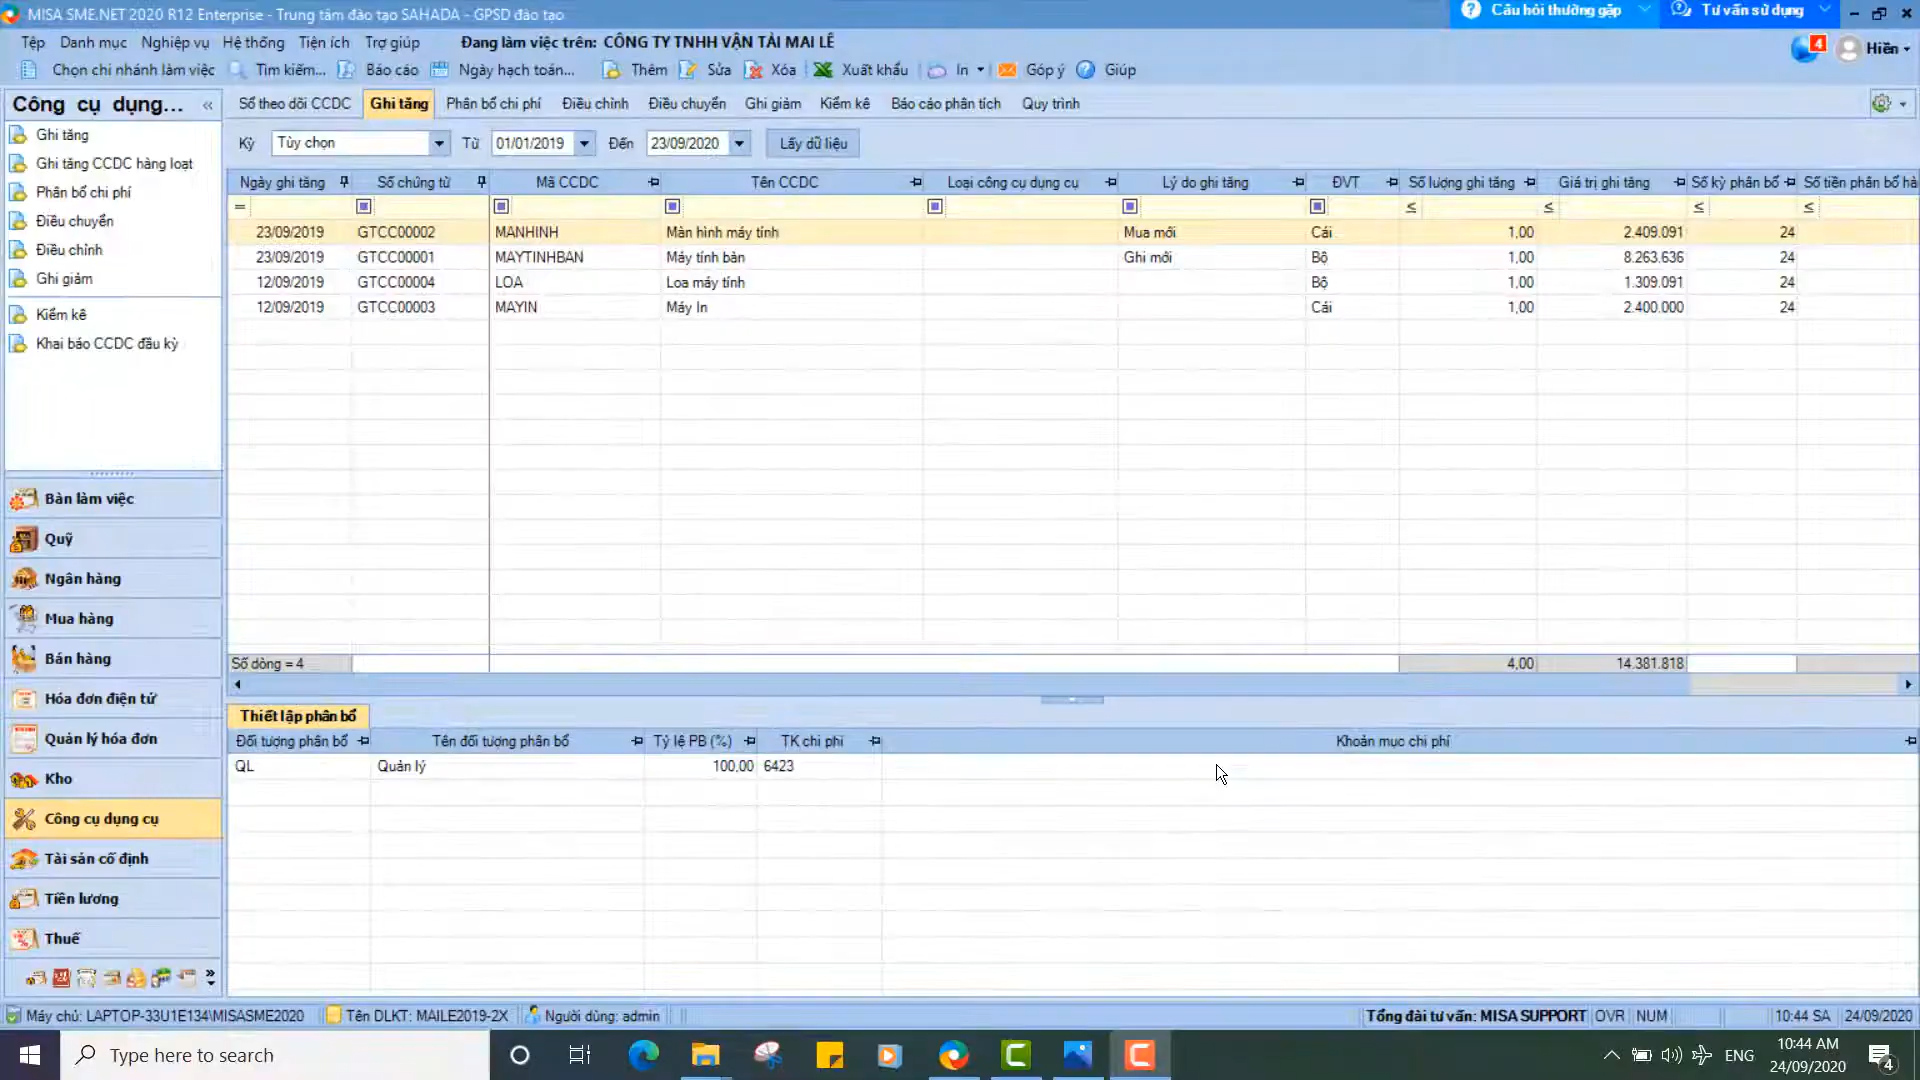 MISA SME.NET 2020 R12 Enterprise - Trung tâm đào tạo SAHADA - GPSD đào tạo
Câu hỏi thường gặp
Tư vấn sử dụng
Tệp Danh mục Nghiệp vụ Hệ thống Tiện ích Trợ giúp Đang làm việc trên: CÔNG TY TNHH VẬN TẢI MAI LÊ
4 Hiền
Chọn chi nhánh làm việc Tìm kiếm... Báo cáo Ngày hạch toán... Thêm Sửa Xóa Xuất khẩu In Góp ý Giúp
Công cụ dụng... «
Sổ theo dõi CCDC Ghi tăng Phân bổ chi phí Điều chỉnh Điều chuyển Ghi giảm Kiểm kê Báo cáo phân tích Quy trình
Ghi tăng
Ghi tăng CCDC hàng loạt
Phân bổ chi phí
Điều chuyển
Điều chỉnh
Ghi giảm
Kiểm kê
Khai báo CCDC đầu kỳ
Kỳ Tùy chọn Từ 01/01/2019 Đến 23/09/2020 Lấy dữ liệu
Ngày ghi tăng Số chứng từ Mã CCDC Tên CCDC Loại công cụ dụng cụ Lý do ghi tăng ĐVT Số lượng ghi tăng Giá trị ghi tăng Số kỳ phân bổ Số tiền phân bổ hà
= ≤ ≤ ≤ ≤
23/09/2019 GTCC00002 MANHINH Màn hình máy tính Mua mới Cái 1,00 2.409.091 24
23/09/2019 GTCC00001 MAYTINHBAN Máy tính bàn Ghi mới Bộ 1,00 8.263.636 24
12/09/2019 GTCC00004 LOA Loa máy tính Bộ 1,00 1.309.091 24
12/09/2019 GTCC00003 MAYIN Máy In Cái 1,00 2.400.000 24
Số dòng = 4 4,00 14.381.818
Thiết lập phân bổ
Đối tượng phân bổ Tên đối tượng phân bổ Tỷ lệ PB (%) TK chi phí Khoản mục chi phí
QL Quản lý 100,00 6423
Bàn làm việc
Quỹ
Ngân hàng
Mua hàng
Bán hàng
Hóa đơn điện tử
Quản lý hóa đơn
Kho
Công cụ dụng cụ
Tài sản cố định
Tiền lương
Thuế
Máy chủ: LAPTOP-33U1E134\MISASME2020 Tên DLKT: MAILE2019-2X Người dùng: admin Tổng đài tư vấn: MISA SUPPORT OVR NUM 10:44 SA 24/09/2020
Type here to search
ENG
10:44 AM
24/09/2020
4